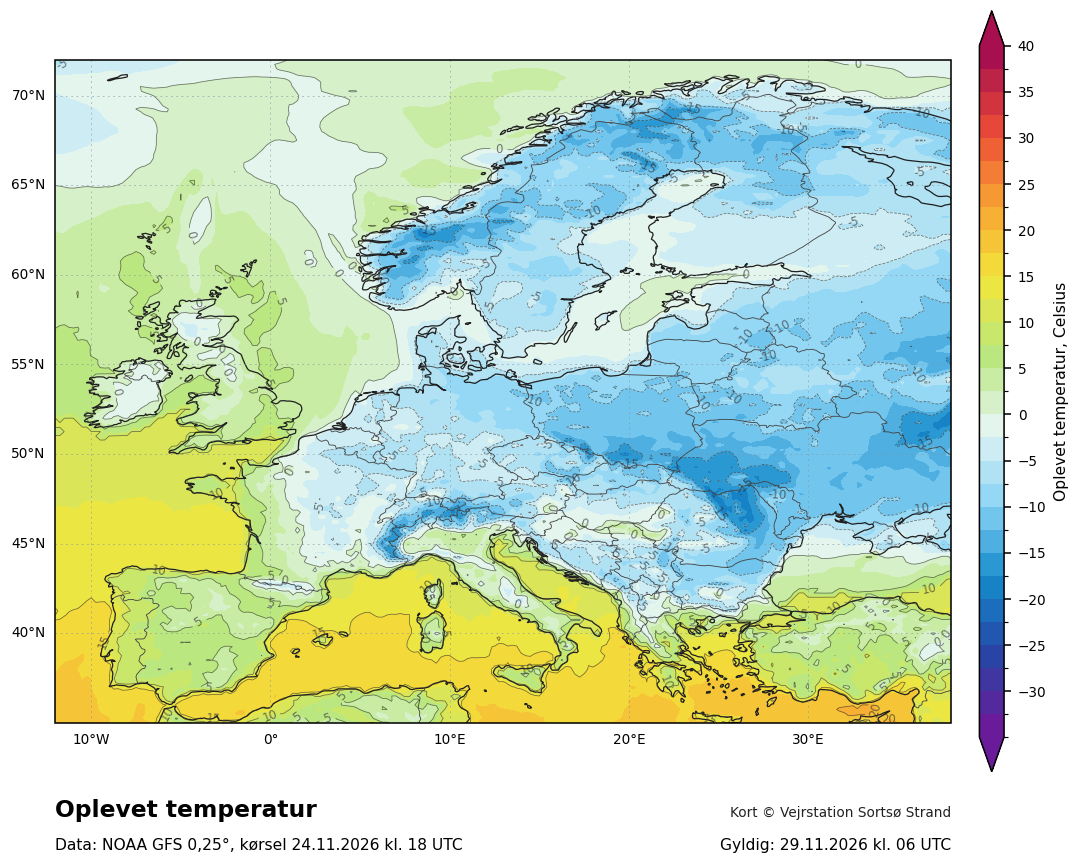 70°N
65°N
60°N
55°N
50°N
45°N
40°N
10°W
0°
10°E
20°E
30°E
40
35
30
25
20
15
10
5
0
−5
−10
−15
−20
−25
−30
Oplevet temperatur, Celsius
Oplevet temperatur
Kort © Vejrstation Sortsø Strand
Data: NOAA GFS 0,25°, kørsel 24.11.2026 kl. 18 UTC
Gyldig: 29.11.2026 kl. 06 UTC